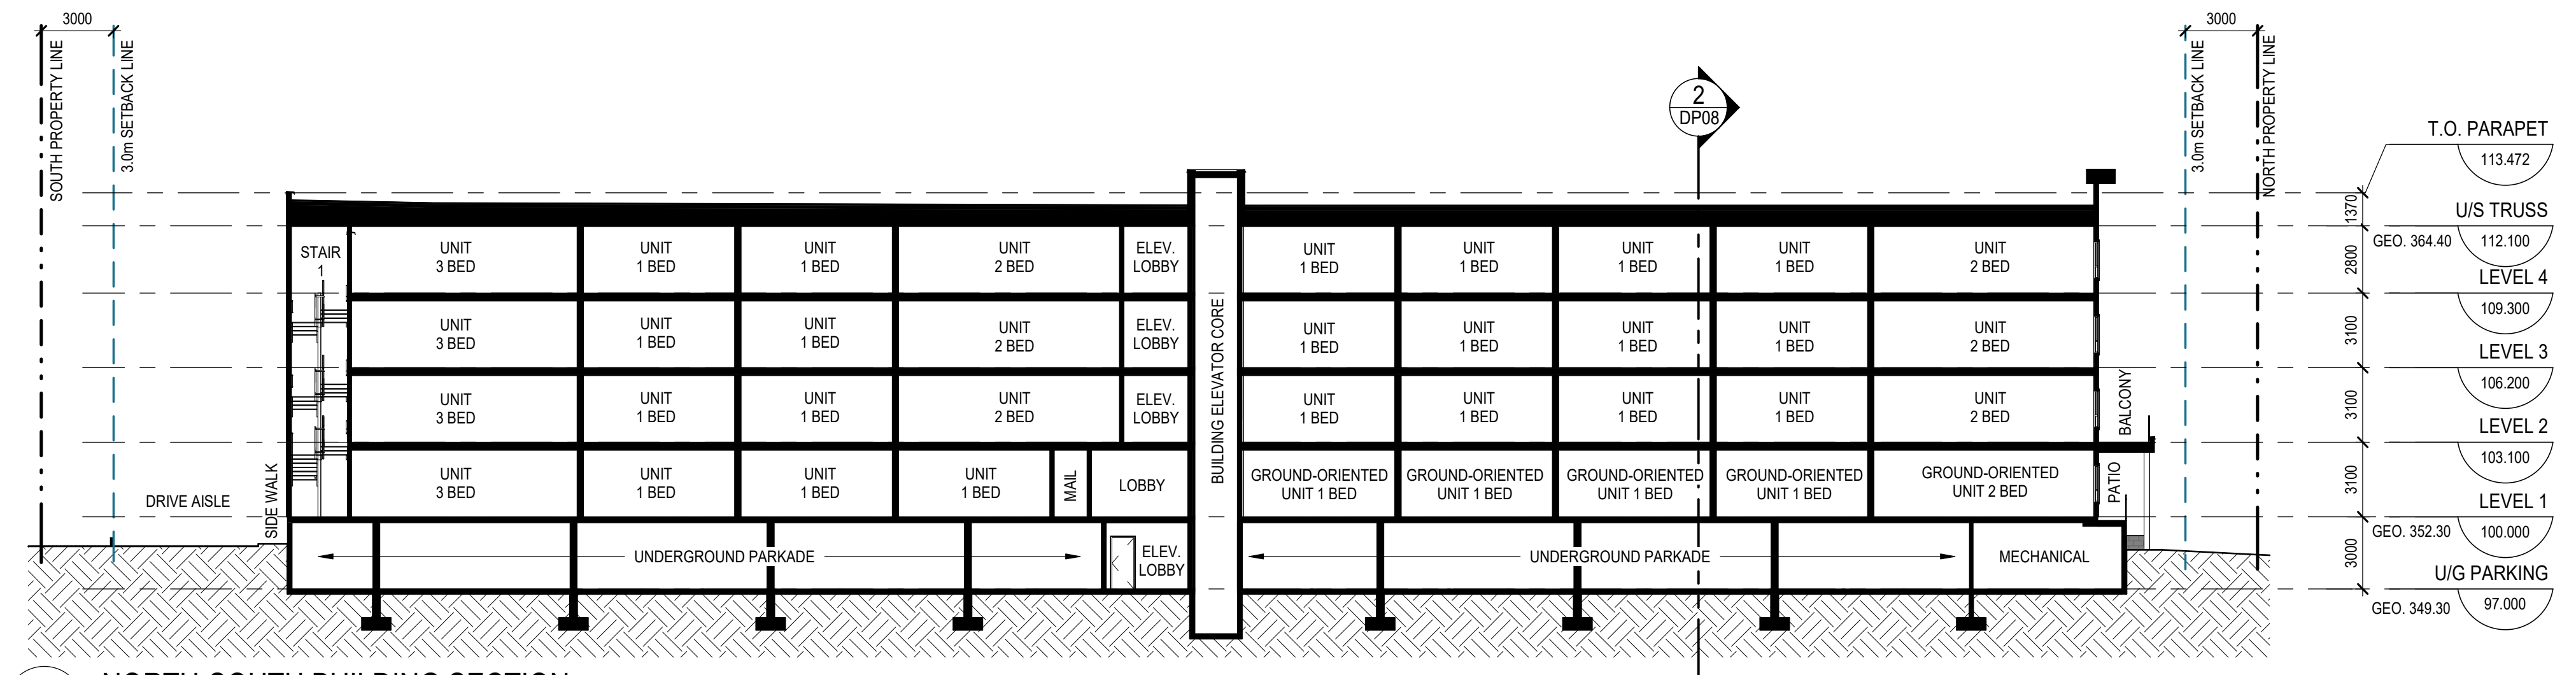 3000
SOUTH PROPERTY LINE
3.0m SETBACK LINE
3000
3.0m SETBACK LINE
NORTH PROPERTY LINE
2
DP08
T.O. PARAPET
113.472
1370
U/S TRUSS
GEO. 364.40
112.100
2800
LEVEL 4
109.300
3100
LEVEL 3
106.200
3100
LEVEL 2
103.100
3100
LEVEL 1
GEO. 352.30
100.000
3000
U/G PARKING
GEO. 349.30
97.000
STAIR
1
UNIT
3 BED
UNIT
1 BED
UNIT
1 BED
UNIT
2 BED
ELEV.
LOBBY
BUILDING ELEVATOR CORE
UNIT
1 BED
UNIT
1 BED
UNIT
1 BED
UNIT
1 BED
UNIT
2 BED
UNIT
3 BED
UNIT
1 BED
UNIT
1 BED
UNIT
2 BED
ELEV.
LOBBY
UNIT
1 BED
UNIT
1 BED
UNIT
1 BED
UNIT
1 BED
UNIT
2 BED
UNIT
3 BED
UNIT
1 BED
UNIT
1 BED
UNIT
2 BED
ELEV.
LOBBY
UNIT
1 BED
UNIT
1 BED
UNIT
1 BED
UNIT
1 BED
UNIT
2 BED
BALCONY
DRIVE AISLE
SIDE WALK
UNIT
3 BED
UNIT
1 BED
UNIT
1 BED
UNIT
1 BED
MAIL
LOBBY
GROUND-ORIENTED
UNIT 1 BED
GROUND-ORIENTED
UNIT 1 BED
GROUND-ORIENTED
UNIT 1 BED
GROUND-ORIENTED
UNIT 1 BED
GROUND-ORIENTED
UNIT 2 BED
PATIO
UNDERGROUND PARKADE
ELEV.
LOBBY
UNDERGROUND PARKADE
MECHANICAL
NORTH-SOUTH BUILDING SECTION